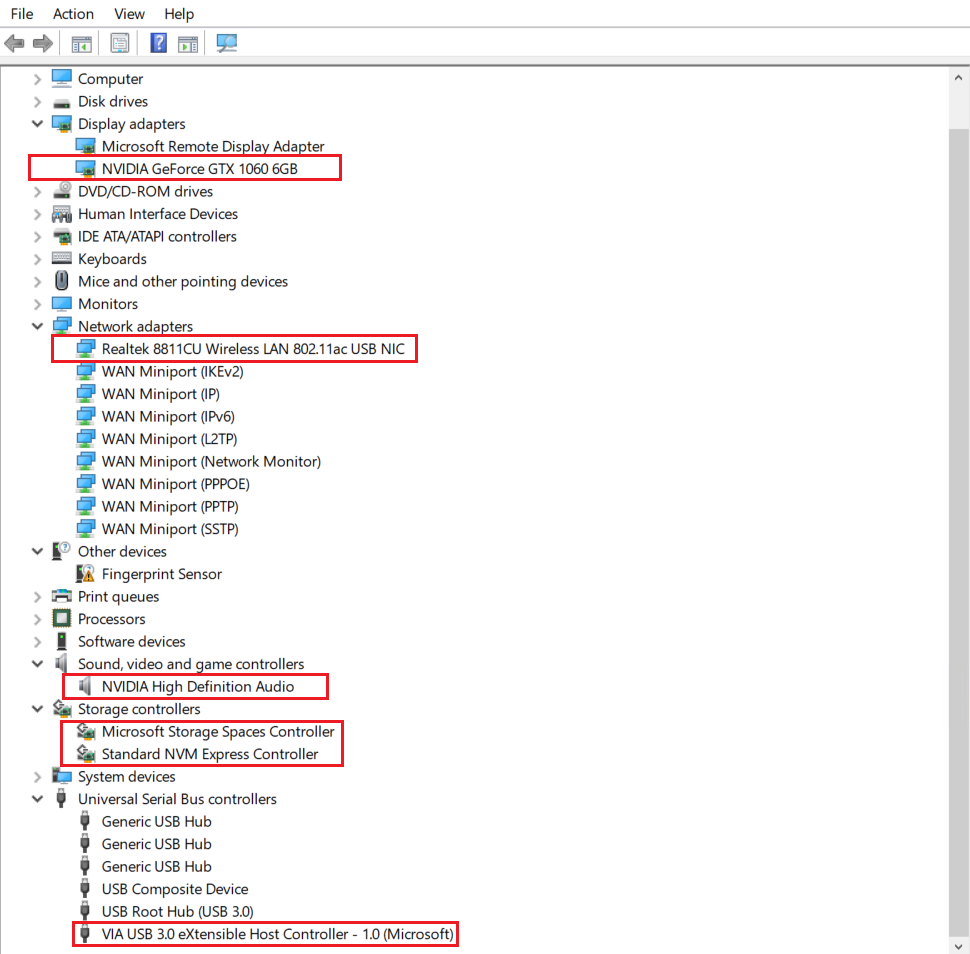 File Action View Help
Computer
Disk drives
Display adapters
Microsoft Remote Display Adapter
NVIDIA GeForce GTX 1060 6GB
DVD/CD-ROM drives
Human Interface Devices
IDE ATA/ATAPI controllers
Keyboards
Mice and other pointing devices
Monitors
Network adapters
Realtek 8811CU Wireless LAN 802.11ac USB NIC
WAN Miniport (IKEv2)
WAN Miniport (IP)
WAN Miniport (IPv6)
WAN Miniport (L2TP)
WAN Miniport (Network Monitor)
WAN Miniport (PPPOE)
WAN Miniport (PPTP)
WAN Miniport (SSTP)
Other devices
Fingerprint Sensor
Print queues
Processors
Software devices
Sound, video and game controllers
NVIDIA High Definition Audio
Storage controllers
Microsoft Storage Spaces Controller
Standard NVM Express Controller
System devices
Universal Serial Bus controllers
Generic USB Hub
Generic USB Hub
Generic USB Hub
USB Composite Device
USB Root Hub (USB 3.0)
VIA USB 3.0 eXtensible Host Controller - 1.0 (Microsoft)